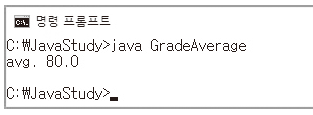 명령 프롬프트
C:₩JavaStudy>java GradeAverage
avg. 80.0
C:₩JavaStudy>